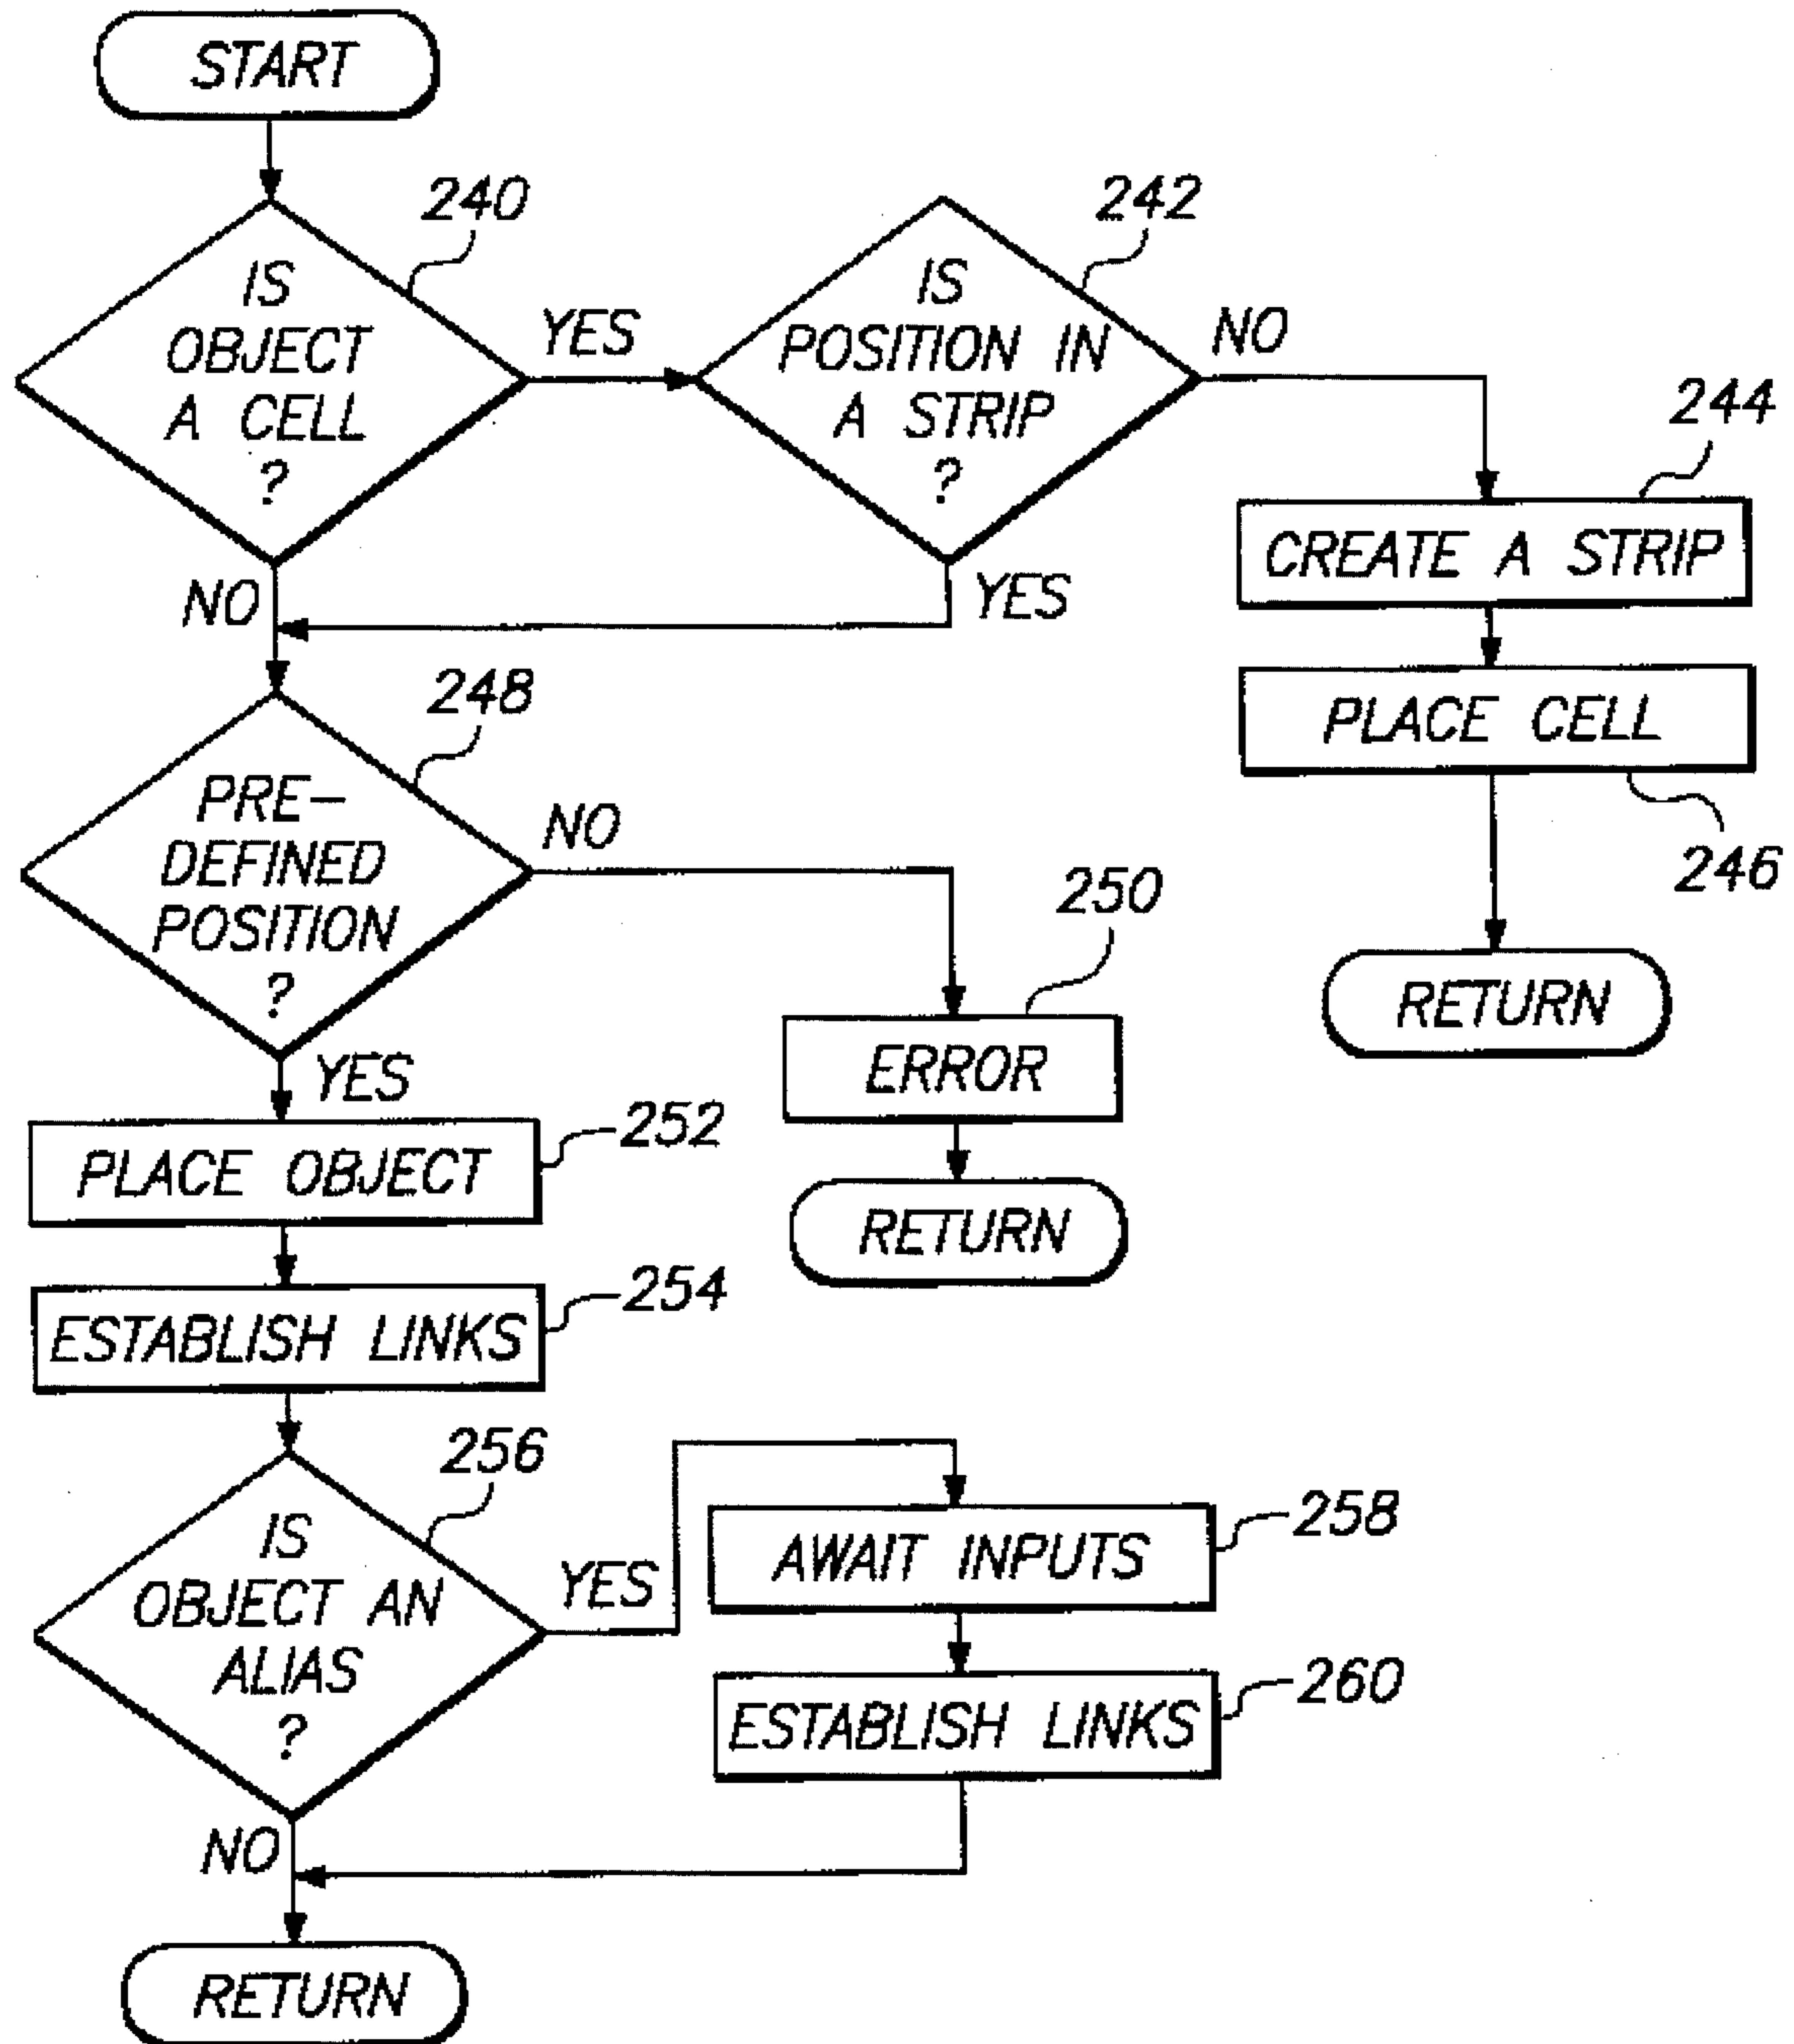 START
240
IS
OBJECT
A CELL
?
YES
NO
242
IS
POSITION IN
A STRIP
?
NO
YES
244
CREATE A STRIP
PLACE CELL
246
RETURN
248
PRE-
DEFINED
POSITION
?
NO
YES
250
ERROR
RETURN
252
PLACE OBJECT
254
ESTABLISH LINKS
256
IS
OBJECT AN
ALIAS
?
YES
NO
258
AWAIT INPUTS
260
ESTABLISH LINKS
RETURN